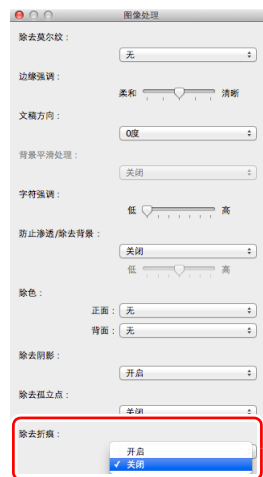 图像处理
除去莫尔纹：
无
边缘强调：
柔和 清晰
文稿方向：
0度
背景平滑处理：
关闭
字符强调：
低 高
防止渗透/除去背景：
关闭
低 高
除色：
正面： 无
背面： 无
除去阴影：
开启
除去孤立点：
关闭
除去折痕：
开启
✓ 关闭